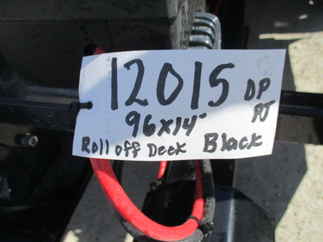 12015 DP
PJ
96x14'
Roll off Deck Black